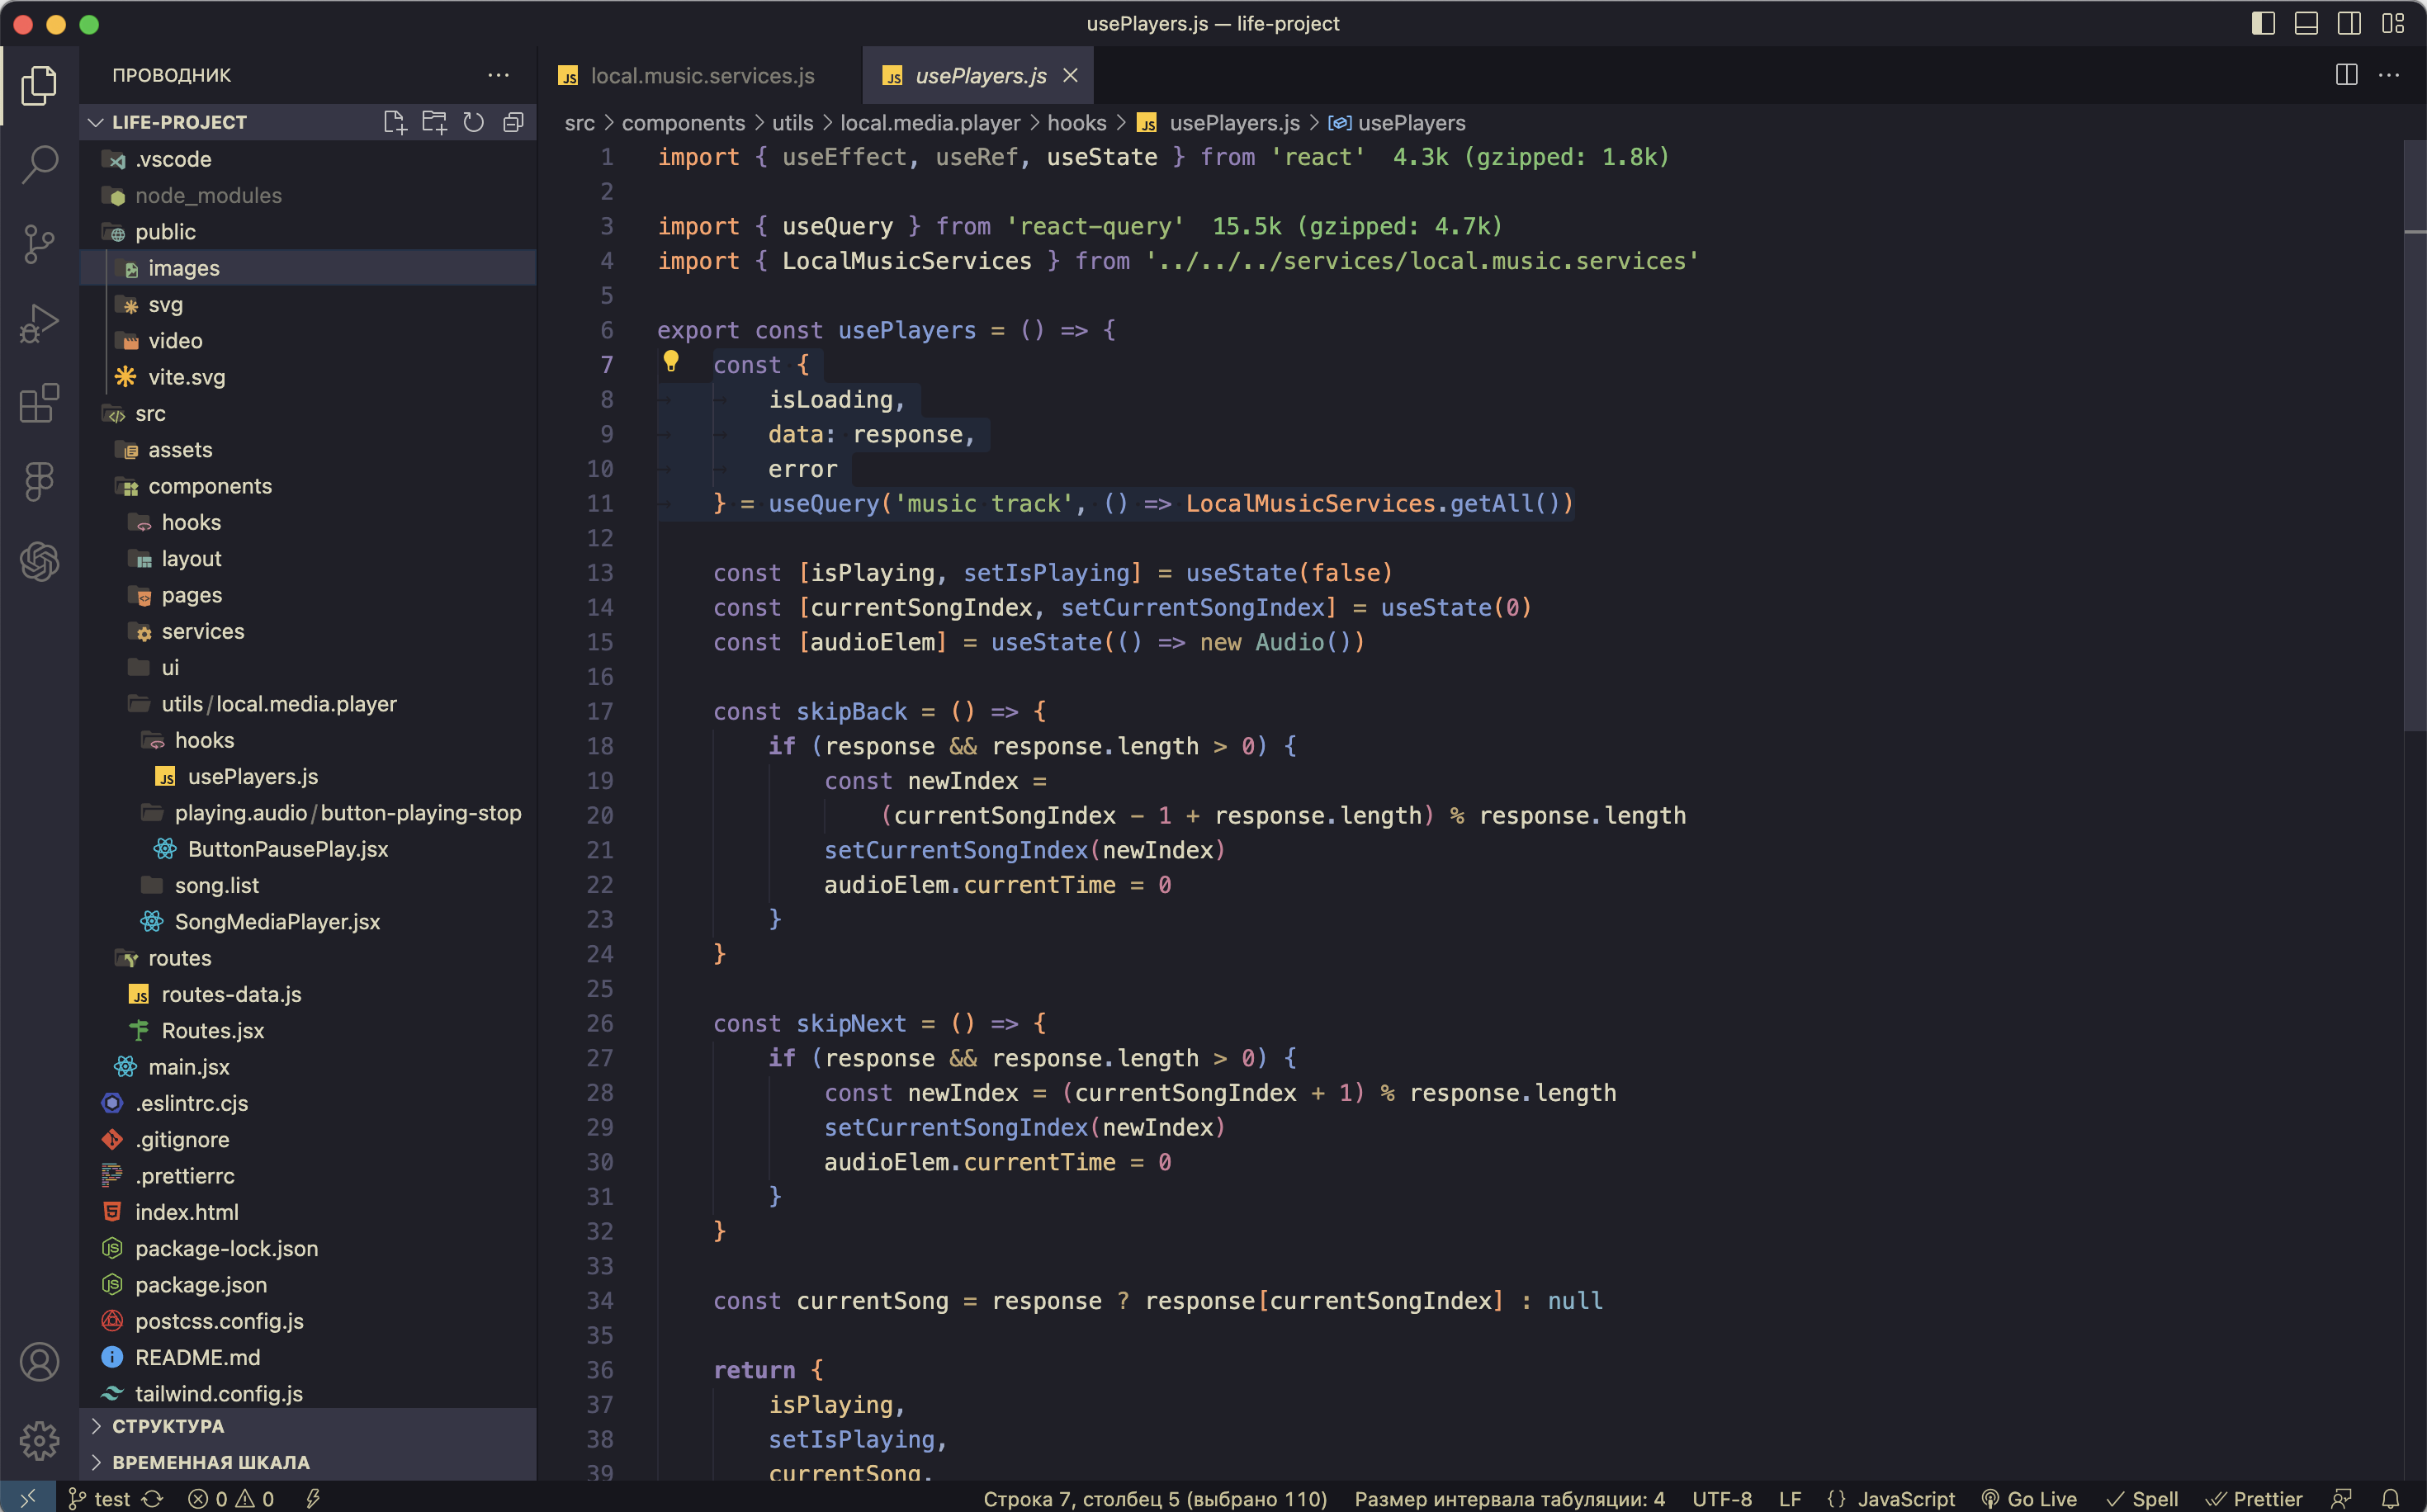 usePlayers.js — life-project
ПРОВОДНИК
LIFE-PROJECT
.vscode
node_modules
public
images
svg
video
vite.svg
src
assets
components
hooks
layout
pages
services
ui
utils/local.media.player
hooks
usePlayers.js
playing.audio/button-playing-stop
ButtonPausePlay.jsx
song.list
SongMediaPlayer.jsx
routes
routes-data.js
Routes.jsx
main.jsx
.eslintrc.cjs
.gitignore
.prettierrc
index.html
package-lock.json
package.json
postcss.config.js
README.md
tailwind.config.js
СТРУКТУРА
ВРЕМЕННАЯ ШКАЛА
local.music.services.js
usePlayers.js
src > components > utils > local.media.player > hooks > JS usePlayers.js > usePlayers
1 import { useEffect, useRef, useState } from 'react' 4.3k (gzipped: 1.8k)
2
3 import { useQuery } from 'react-query' 15.5k (gzipped: 4.7k)
4 import { LocalMusicServices } from '../../../services/local.music.services'
5
6 export const usePlayers = () => {
7 const {
8 isLoading,
9 data: response,
10 error
11 } = useQuery('music track', () => LocalMusicServices.getAll())
12
13 const [isPlaying, setIsPlaying] = useState(false)
14 const [currentSongIndex, setCurrentSongIndex] = useState(0)
15 const [audioElem] = useState(() => new Audio())
16
17 const skipBack = () => {
18 if (response && response.length > 0) {
19 const newIndex =
20 (currentSongIndex - 1 + response.length) % response.length
21 setCurrentSongIndex(newIndex)
22 audioElem.currentTime = 0
23 }
24 }
25
26 const skipNext = () => {
27 if (response && response.length > 0) {
28 const newIndex = (currentSongIndex + 1) % response.length
29 setCurrentSongIndex(newIndex)
30 audioElem.currentTime = 0
31 }
32 }
33
34 const currentSong = response ? response[currentSongIndex] : null
35
36 return {
37 isPlaying,
38 setIsPlaying,
39 currentSong,
test 0 0 Строка 7, столбец 5 (выбрано 110) Размер интервала табуляции: 4 UTF-8 LF {} JavaScript Go Live Spell Prettier